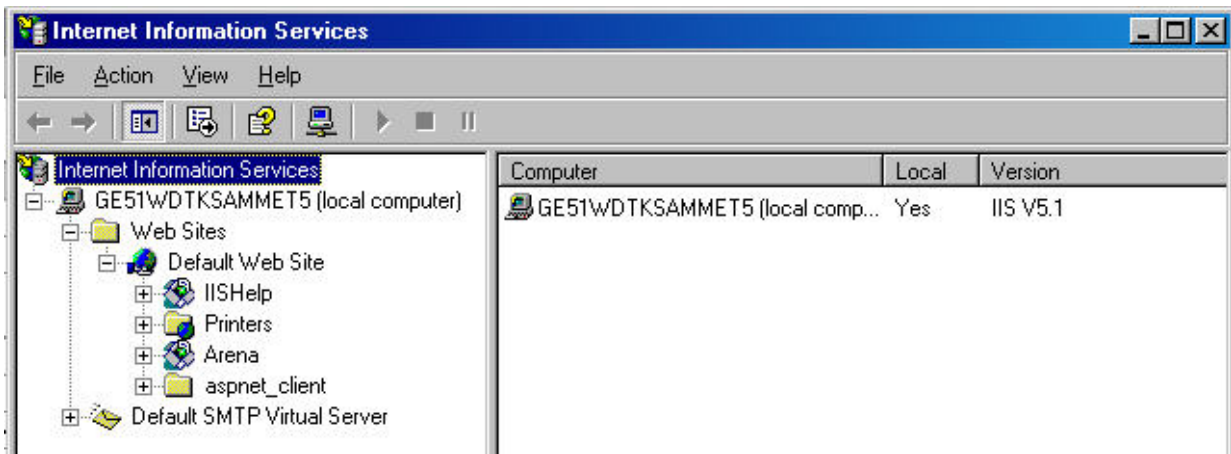 Internet Information Services
File Action View Help
Internet Information Services
GE51WDTKSAMMET5 (local computer)
Web Sites
Default Web Site
IISHelp
Printers
Arena
aspnet_client
Default SMTP Virtual Server
Computer Local Version
GE51WDTKSAMMET5 (local comp... Yes IIS V5.1